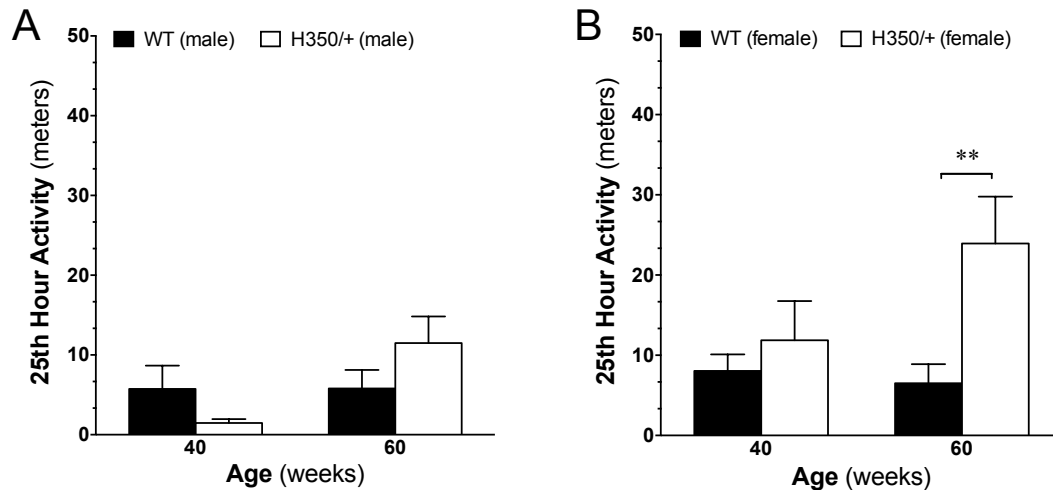 A
WT (male) H350/+ (male)
25th Hour Activity (meters)
50
40
30
20
10
0
40 60
Age (weeks)
B
WT (female) H350/+ (female)
25th Hour Activity (meters)
50
40
30
20
10
0
**
40 60
Age (weeks)